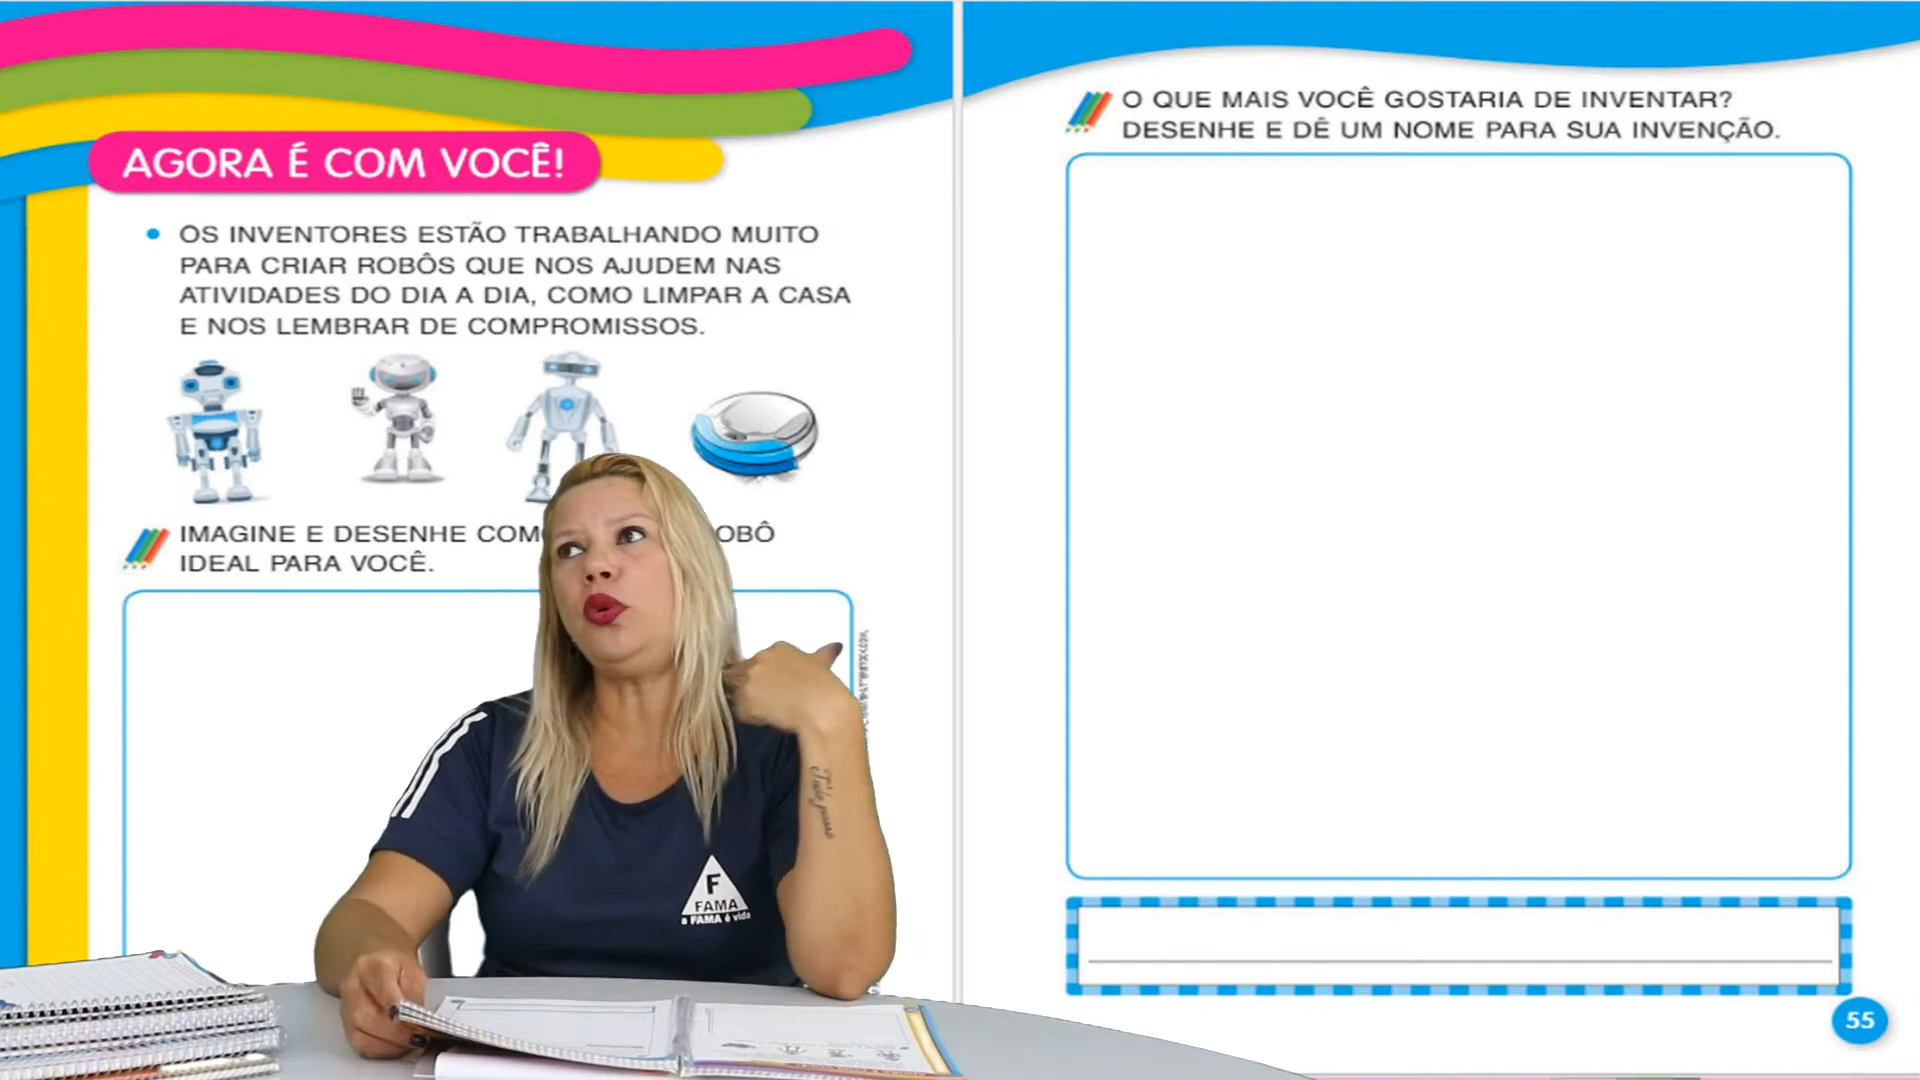 AGORA É COM VOCÊ!
OS INVENTORES ESTÃO TRABALHANDO MUITO
PARA CRIAR ROBÔS QUE NOS AJUDEM NAS
ATIVIDADES DO DIA A DIA, COMO LIMPAR A CASA
E NOS LEMBRAR DE COMPROMISSOS.
IMAGINE E DESENHE
IDEAL PARA VOCÊ.
O QUE MAIS VOCÊ GOSTARIA DE INVENTAR?
DESENHE E DÊ UM NOME PARA SUA INVENÇÃO.
55
F
FAMA
a FAMA é vida